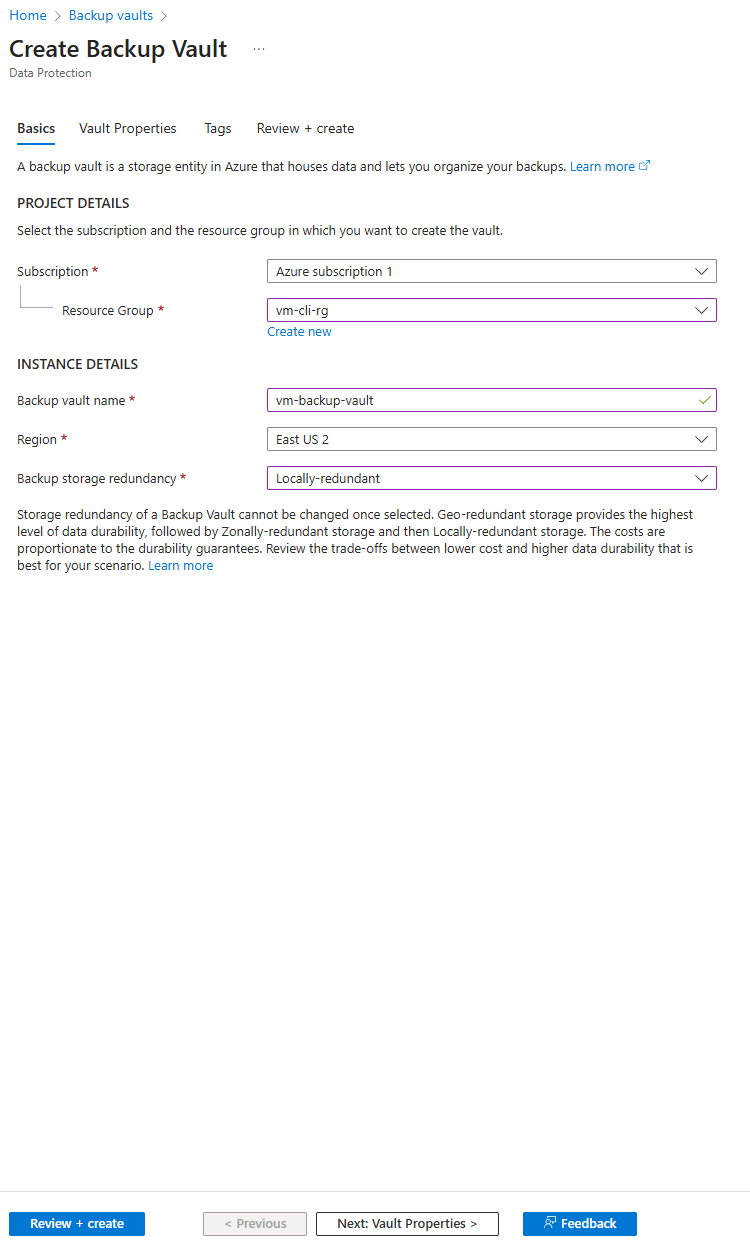 Home > Backup vaults >
Create Backup Vault ...
Data Protection
Basics Vault Properties Tags Review + create
A backup vault is a storage entity in Azure that houses data and lets you organize your backups. Learn more
PROJECT DETAILS
Select the subscription and the resource group in which you want to create the vault.
Subscription * Azure subscription 1
Resource Group * vm-cli-rg
Create new
INSTANCE DETAILS
Backup vault name * vm-backup-vault
Region * East US 2
Backup storage redundancy * Locally-redundant
Storage redundancy of a Backup Vault cannot be changed once selected. Geo-redundant storage provides the highest
level of data durability, followed by Zonally-redundant storage and then Locally-redundant storage. The costs are
proportionate to the durability guarantees. Review the trade-offs between lower cost and higher data durability that is
best for your scenario. Learn more
Review + create < Previous Next: Vault Properties > Feedback